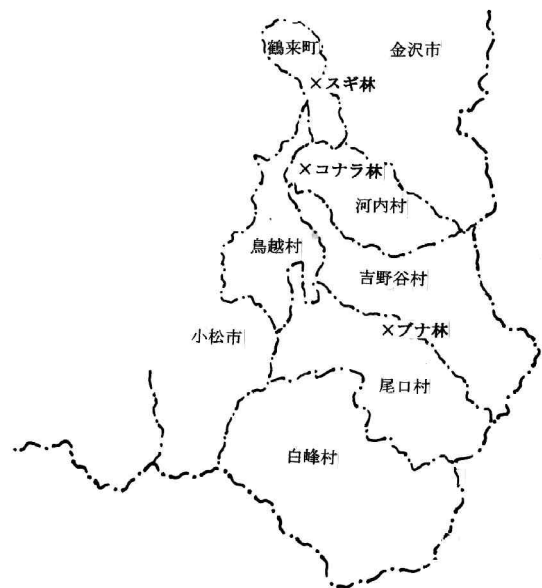 鶴来町
金沢市
×スギ林
×コナラ林
河内村
鳥越村
吉野谷村
小松市
×ブナ林
尾口村
白峰村